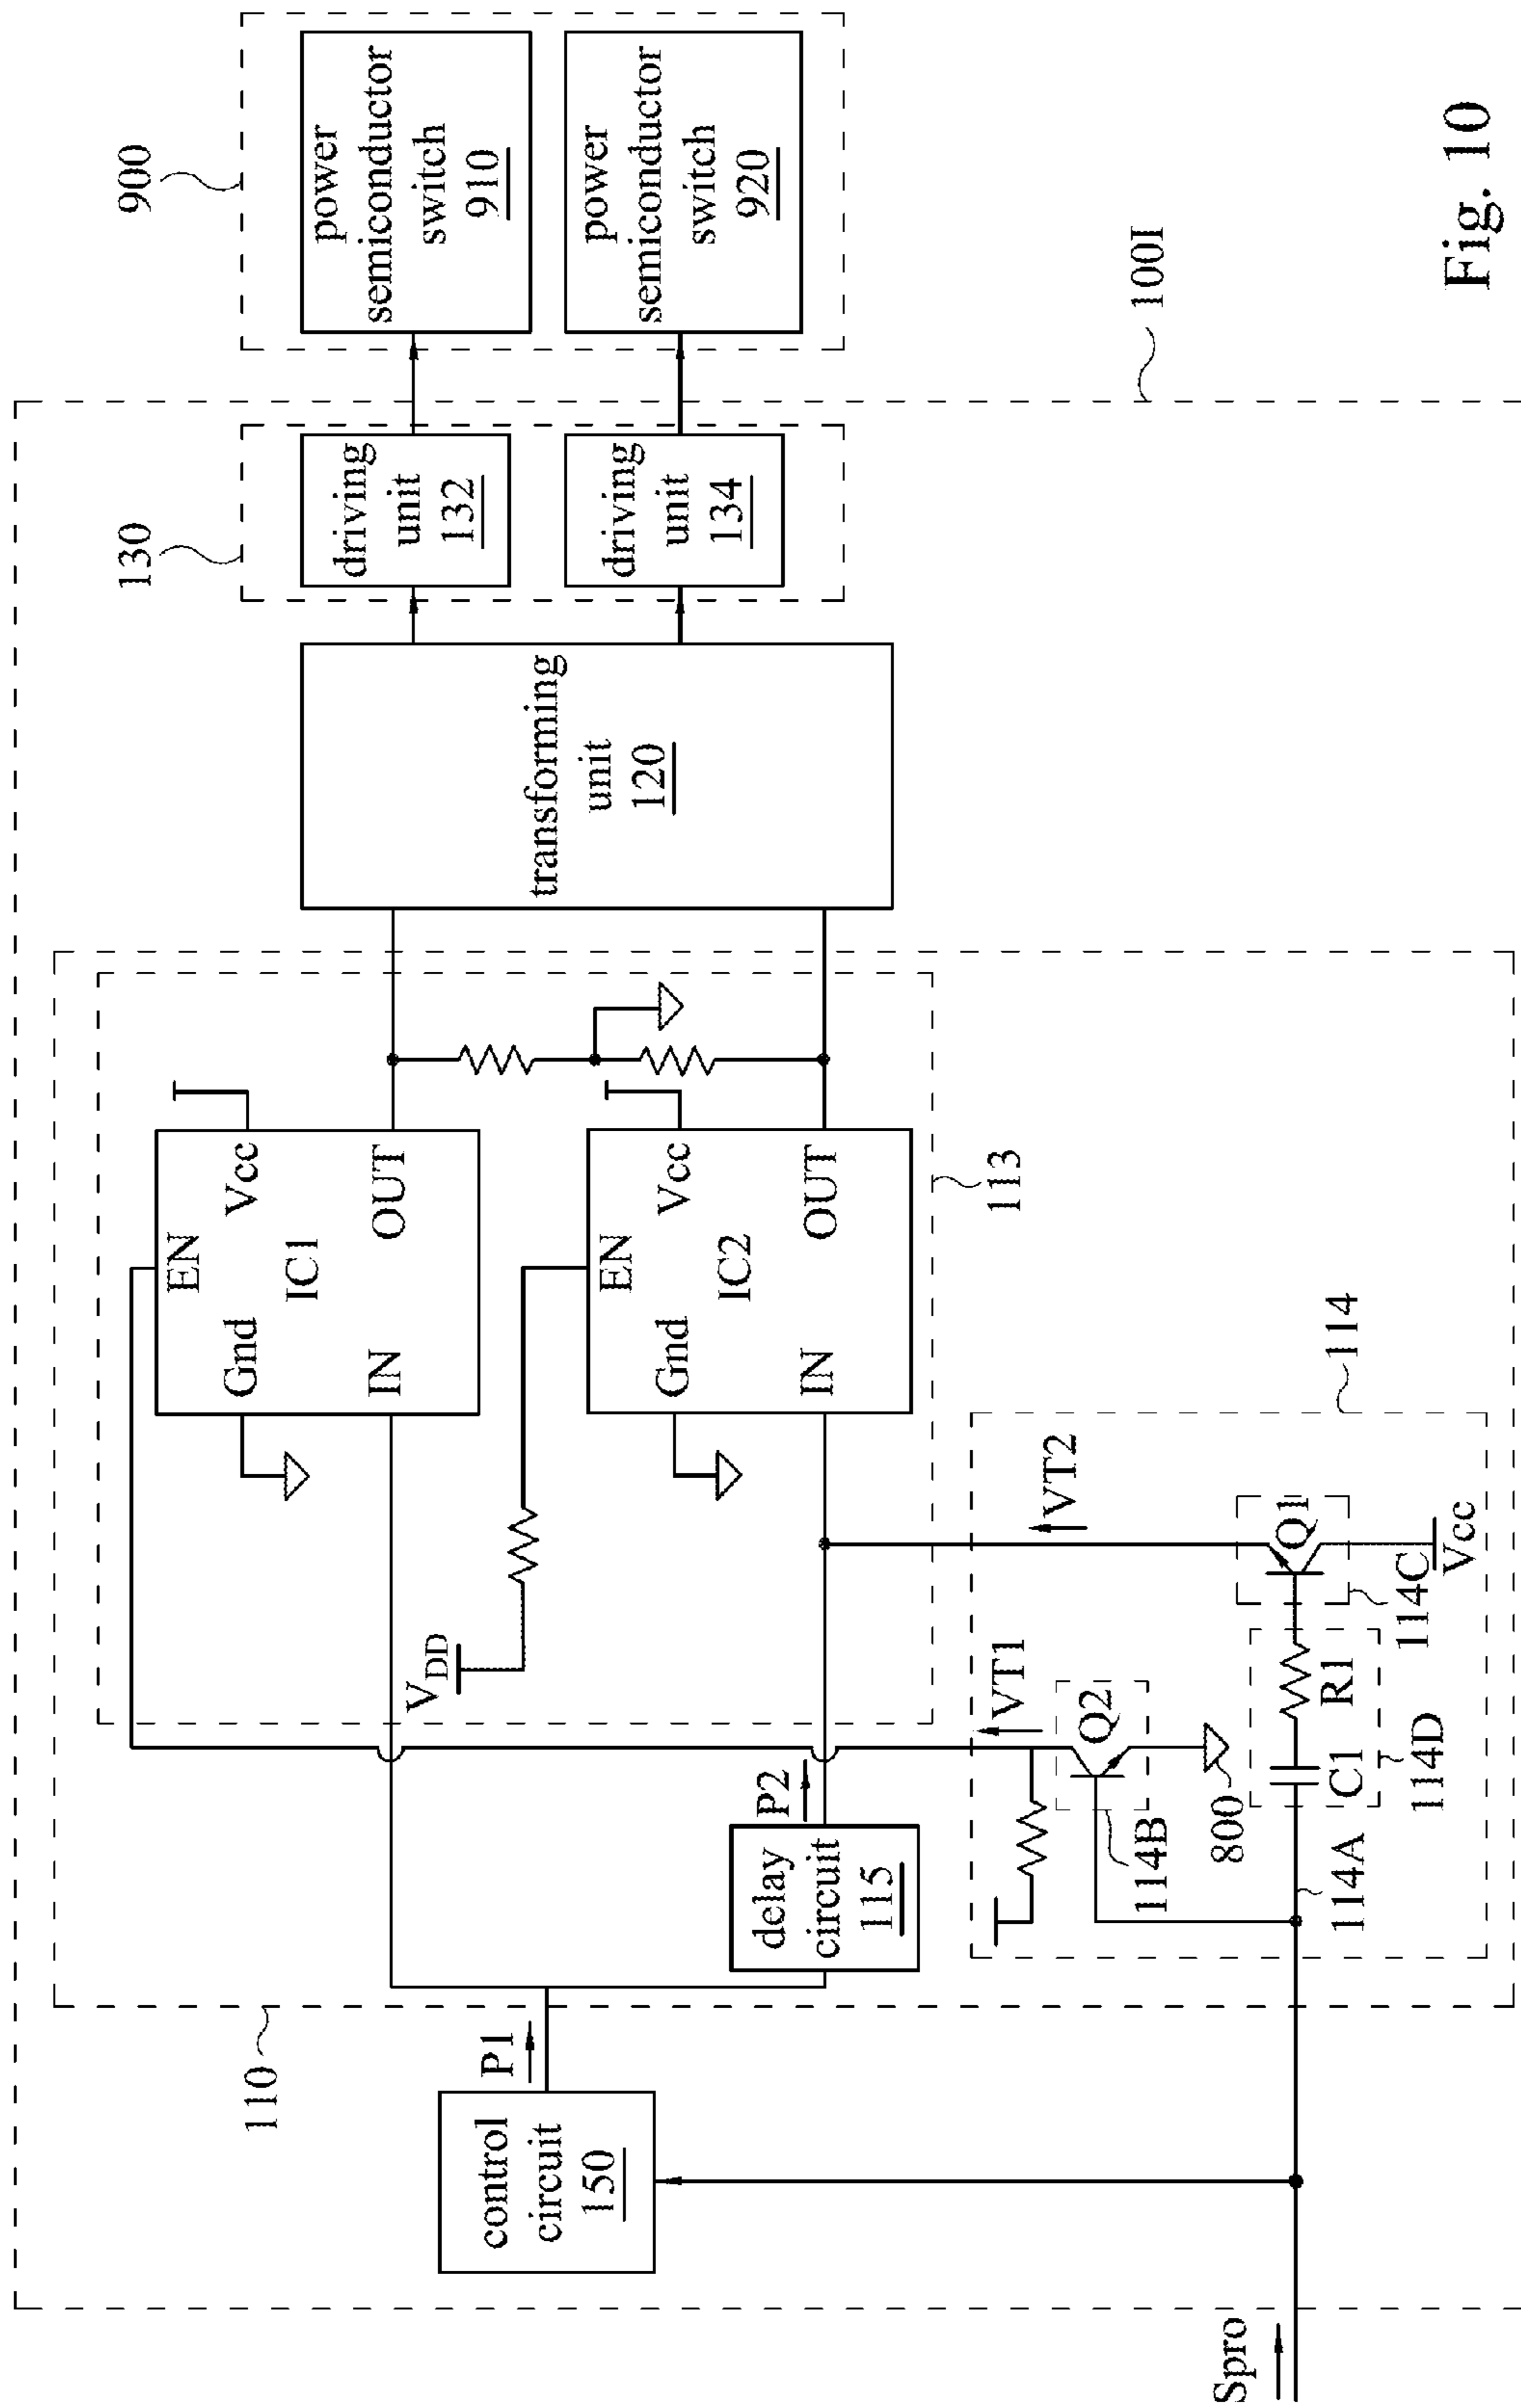 900
power
semiconductor
switch
910
power
semiconductor
switch
920
130
driving
unit
132
driving
unit
134
transforming
unit
120
100I
EN
Vcc
Gnd
IC1
IN
OUT
EN
Vcc
Gnd
IC2
IN
OUT
113
VDD
110
control
circuit
150
P1
delay
circuit
115
P2
VT1
VT2
114
Q2
114B
800
Q1
114C
Vcc
C1
R1
114D
114A
Spro
Fig. 10